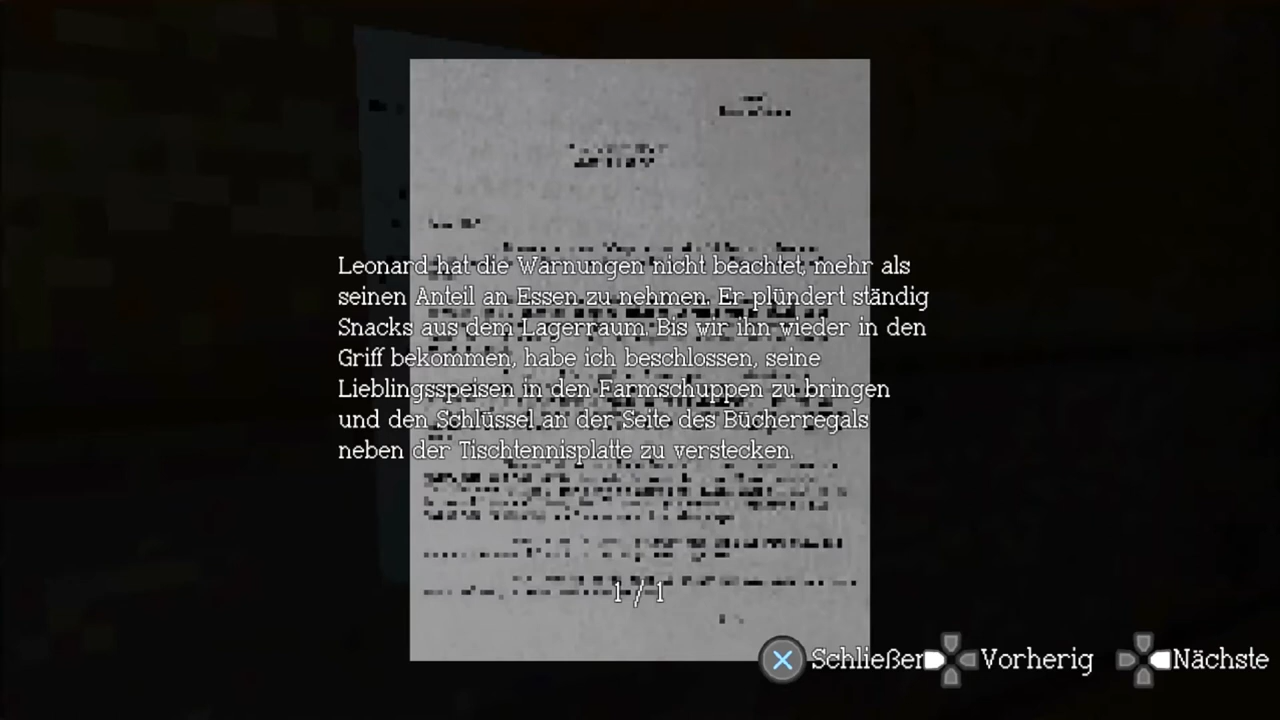 Leonard hat die Warnungen nicht beachtet, mehr als
seinen Anteil an Essen zu nehmen. Er plündert ständig
Snacks aus dem Lagerraum. Bis wir ihn wieder in den
Griff bekommen, habe ich beschlossen, seine
Lieblingsspeisen in den Farmschuppen zu bringen
und den Schlüssel an der Seite des Bücherregals
neben der Tischtennisplatte zu verstecken.
1 / 1
Schließen Vorherig Nächste